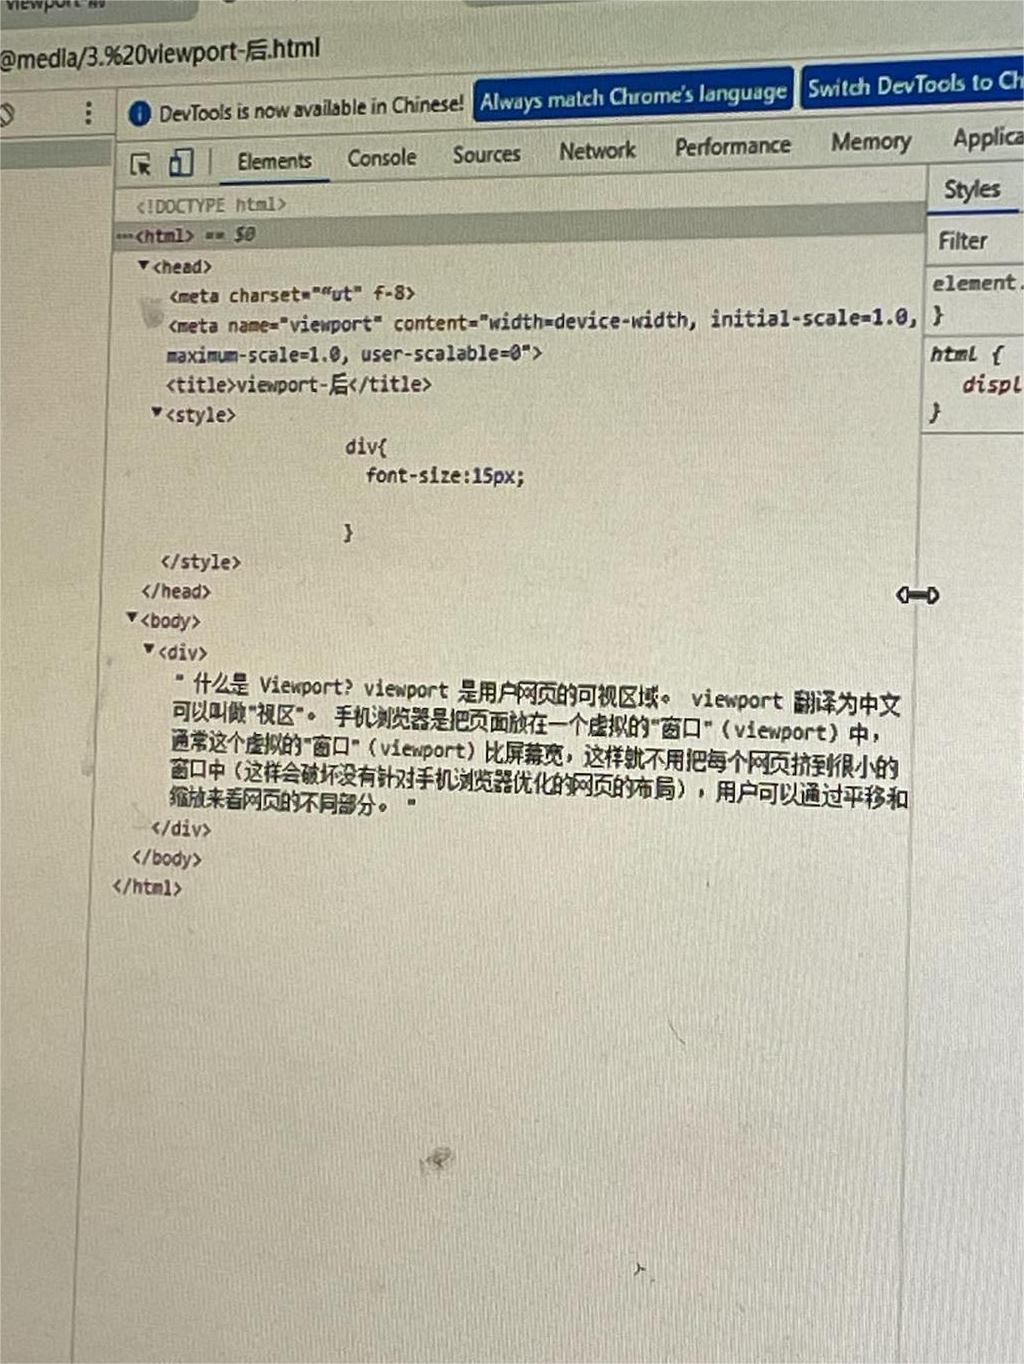 viewport-前
@media/3.%20viewport-后.html
DevTools is now available in Chinese! Always match Chrome's language Switch DevTools to Ch
Elements Console Sources Network Performance Memory Applica
<!DOCTYPE html>
Styles
…<html> == $0
Filter
▼<head>
<meta charset="“ut" f-8>
element.
<meta name="viewport" content="width=device-width, initial-scale=1.0,
}
maximum-scale=1.0, user-scalable=0">
html {
<title>viewport-后</title>
displ
▼<style>
}
div{
font-size:15px;
}
</style>
</head>
▼<body>
▼<div>
" 什么是 Viewport? viewport 是用户网页的可视区域。 viewport 翻译为中文
可以叫做"视区"。 手机浏览器是把页面放在一个虚拟的"窗口"（viewport）中，
通常这个虚拟的"窗口"（viewport）比屏幕宽，这样就不用把每个网页挤到很小的
窗口中（这样会破坏没有针对手机浏览器优化的网页的布局），用户可以通过平移和
缩放来看网页的不同部分。 "
</div>
</body>
</html>